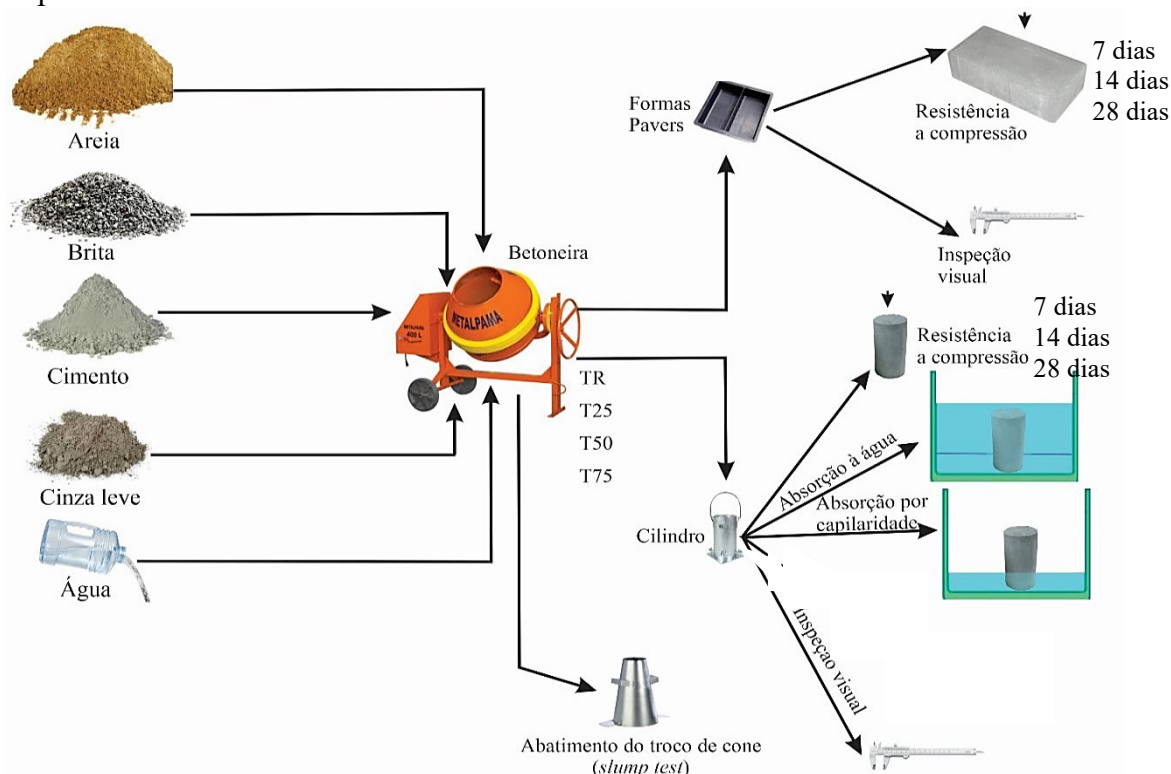 Areia
Brita
Cimento
Cinza leve
Água
Betoneira
METALPAMA
400 L
TR
T25
T50
T75
Abatimento do troco de cone
(slump test)
Formas
Pavers
Resistência
a compressão
7 dias
14 dias
28 dias
Inspeção
visual
Cilindro
Resistência
a compressão
7 dias
14 dias
28 dias
Absorção à água
Absorção por
capilaridade
Inspeçao visual